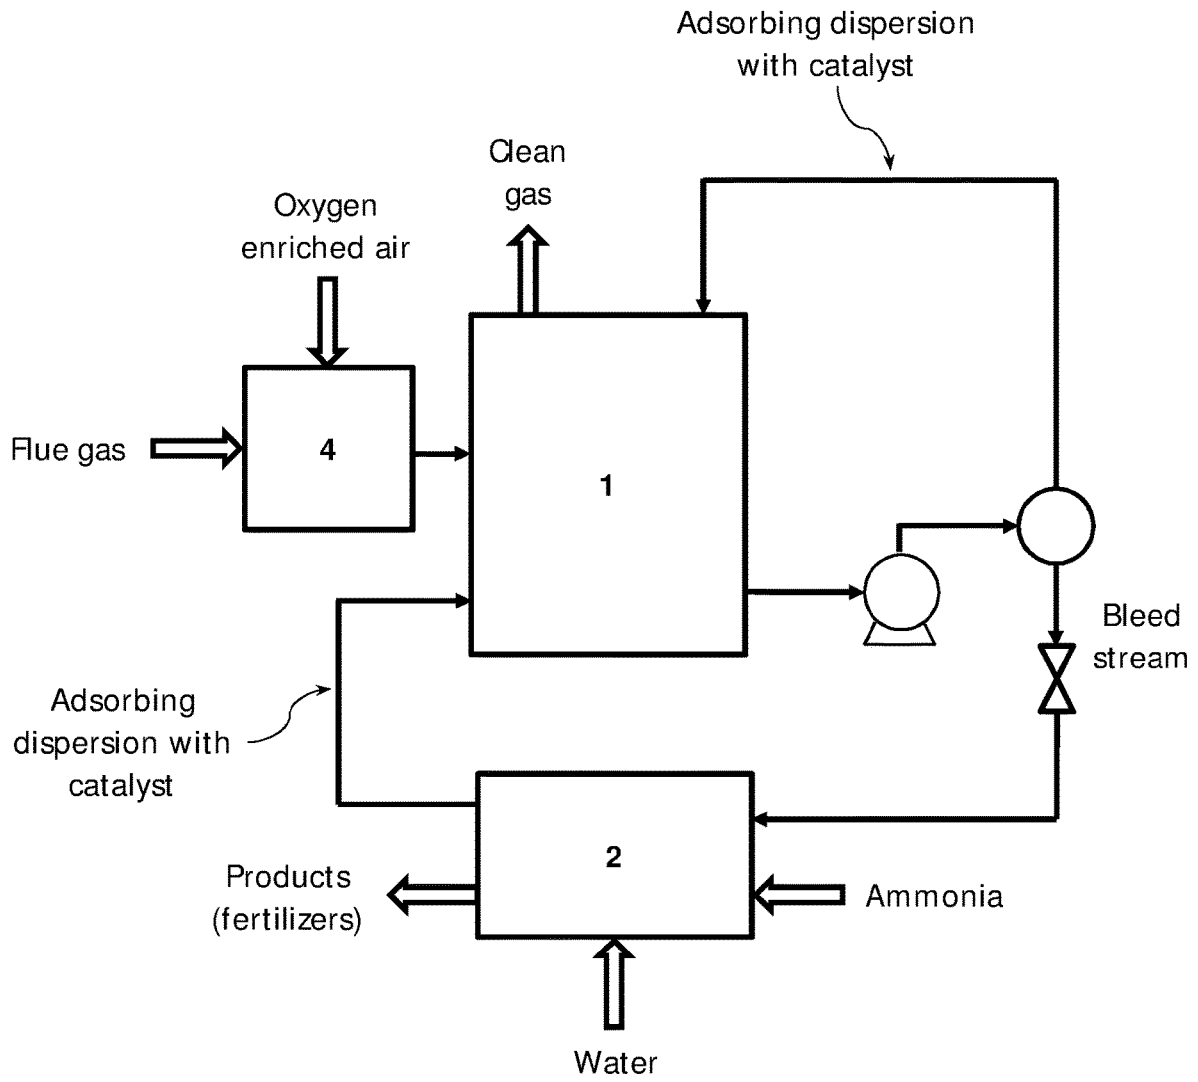 Adsorbing dispersion
with catalyst
Clean
gas
Oxygen
enriched air
Flue gas
4
1
Bleed
stream
Adsorbing
dispersion with
catalyst
2
Products
(fertilizers)
Ammonia
Water